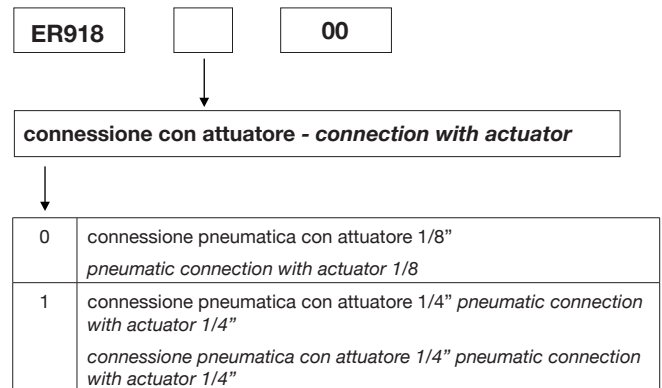 ER918 00
connessione con attuatore - connection with actuator
0 connessione pneumatica con attuatore 1/8”
pneumatic connection with actuator 1/8
1 connessione pneumatica con attuatore 1/4” pneumatic connection
with actuator 1/4”
connessione pneumatica con attuatore 1/4” pneumatic connection
with actuator 1/4”